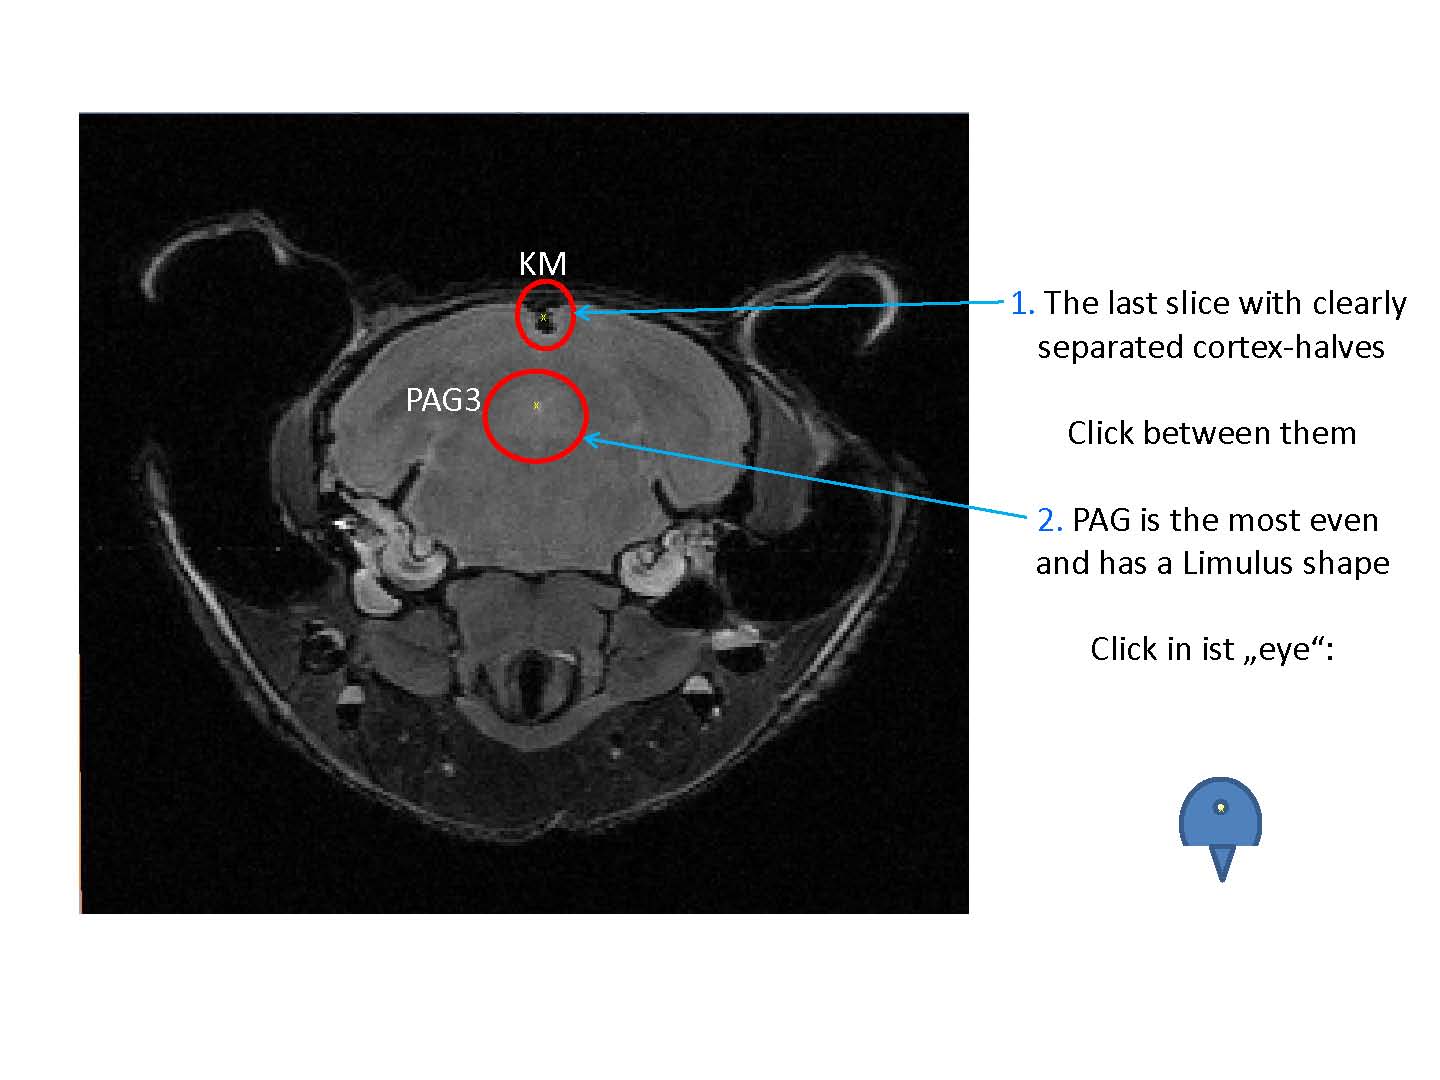 KM
PAG3
1. The last slice with clearly
separated cortex-halves
Click between them
2. PAG is the most even
and has a Limulus shape
Click in ist „eye“: